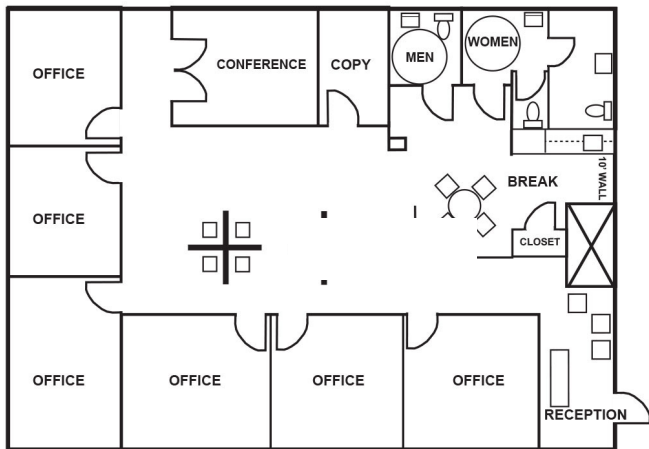 OFFICE
CONFERENCE
COPY
MEN
WOMEN
OFFICE
BREAK
10' WALL
CLOSET
OFFICE
OFFICE
OFFICE
OFFICE
RECEPTION